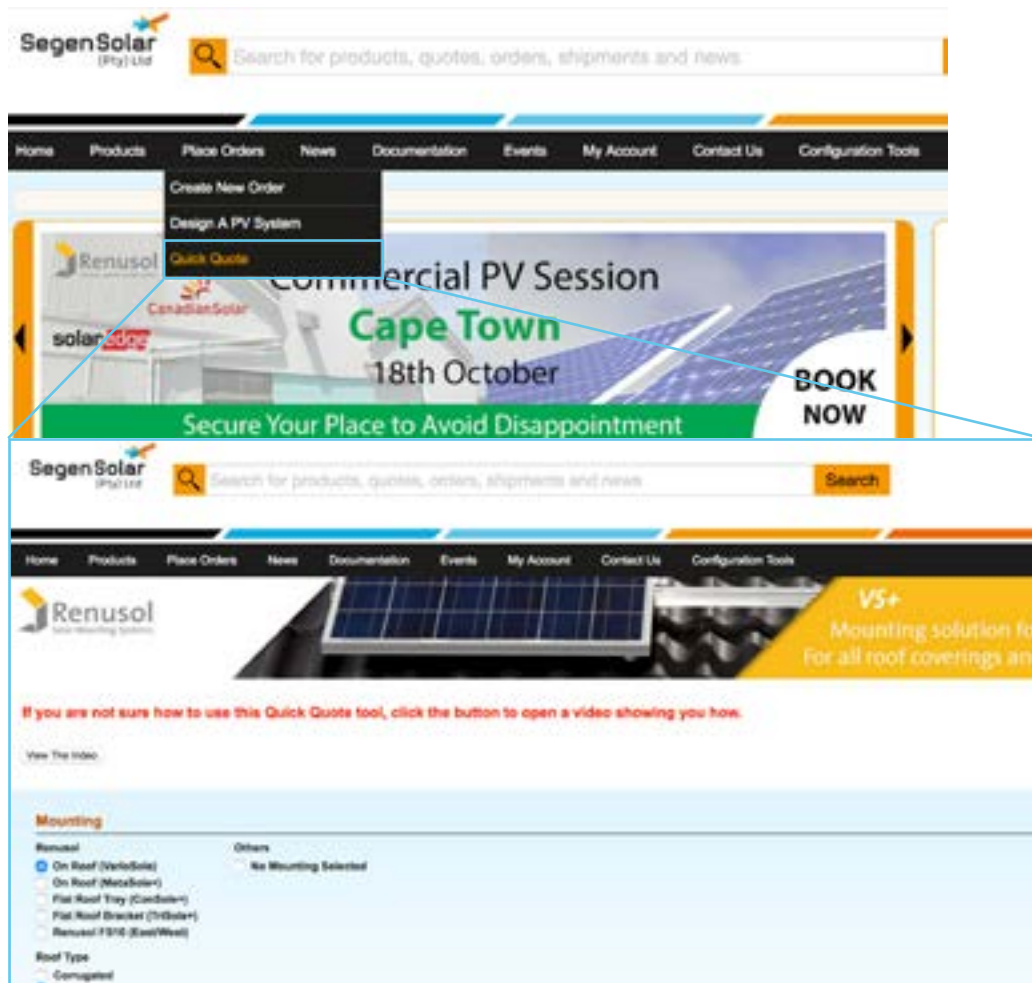 SegenSolar
(Pty) Ltd
Search for products, quotes, orders, shipments and news
Home Products Place Orders News Documentation Events My Account Contact Us Configuration Tools
Create New Order
Design A PV System
Quick Quote
Renusol
CanadianSolar
solaredge
Commercial PV Session
Cape Town
18th October
BOOK
NOW
Secure Your Place to Avoid Disappointment
SegenSolar
(Pty) Ltd
Search for products, quotes, orders, shipments and news
Search
Home Products Place Orders News Documentation Events My Account Contact Us Configuration Tools
Renusol
Solar Mounting Systems
VS+
Mounting solution fo
For all roof coverings an
If you are not sure how to use this Quick Quote tool, click the button to open a video showing you how.
View The Video
Mounting
Renusol Others
On Roof (VarioSole) No Mounting Selected
On Roof (MetaSole+)
Flat Roof Tray (ConSole+)
Flat Roof Bracket (TriSole+)
Renusol FS10 (East/West)
Roof Type
Corrugated